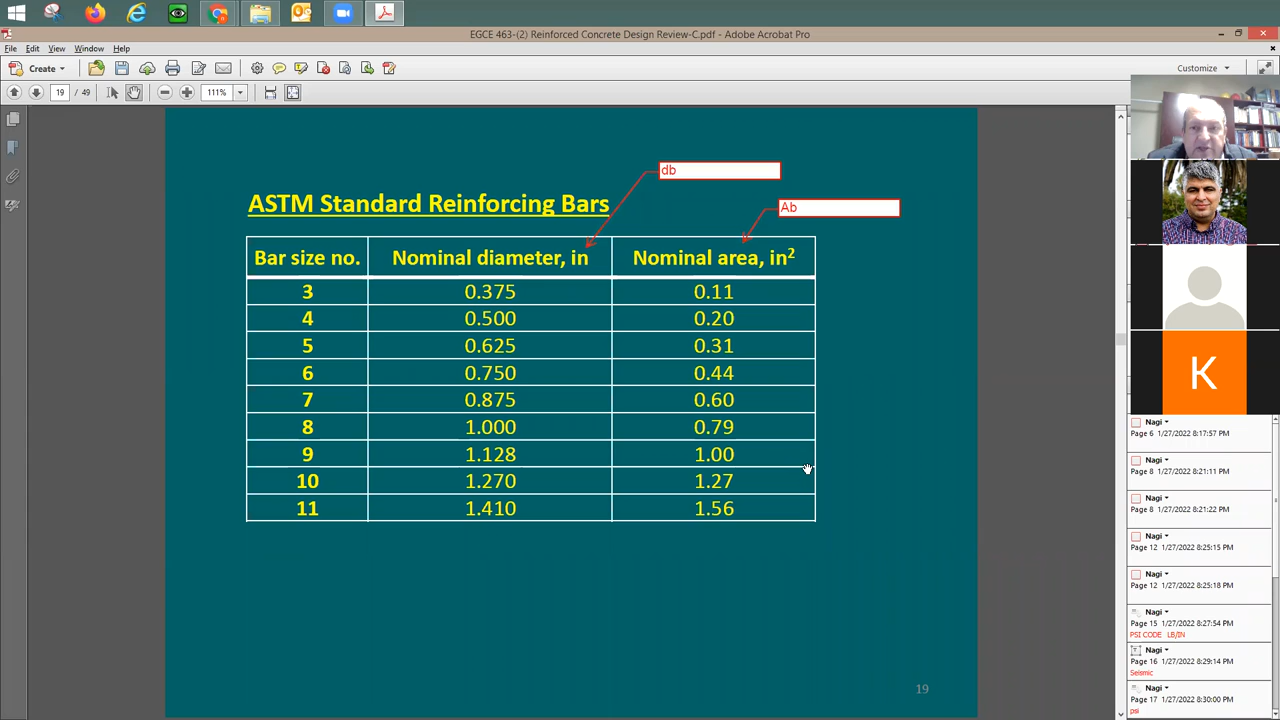 EGCE 463-(2) Reinforced Concrete Design Review-C.pdf - Adobe Acrobat Pro
File Edit View Window Help
Create
Customize
19 / 49
111%
db
Ab
ASTM Standard Reinforcing Bars
Bar size no. Nominal diameter, in Nominal area, in²
3 0.375 0.11
4 0.500 0.20
5 0.625 0.31
6 0.750 0.44
7 0.875 0.60
8 1.000 0.79
9 1.128 1.00
10 1.270 1.27
11 1.410 1.56
19
K
Nagi
Page 6 1/27/2022 8:17:57 PM
Nagi
Page 8 1/27/2022 8:21:11 PM
Nagi
Page 8 1/27/2022 8:21:22 PM
Nagi
Page 12 1/27/2022 8:25:15 PM
Nagi
Page 12 1/27/2022 8:25:18 PM
Nagi
Page 15 1/27/2022 8:27:54 PM
PSI CODE LB/IN
Nagi
Page 16 1/27/2022 8:29:14 PM
Seismic
Nagi
Page 17 1/27/2022 8:30:00 PM
psi